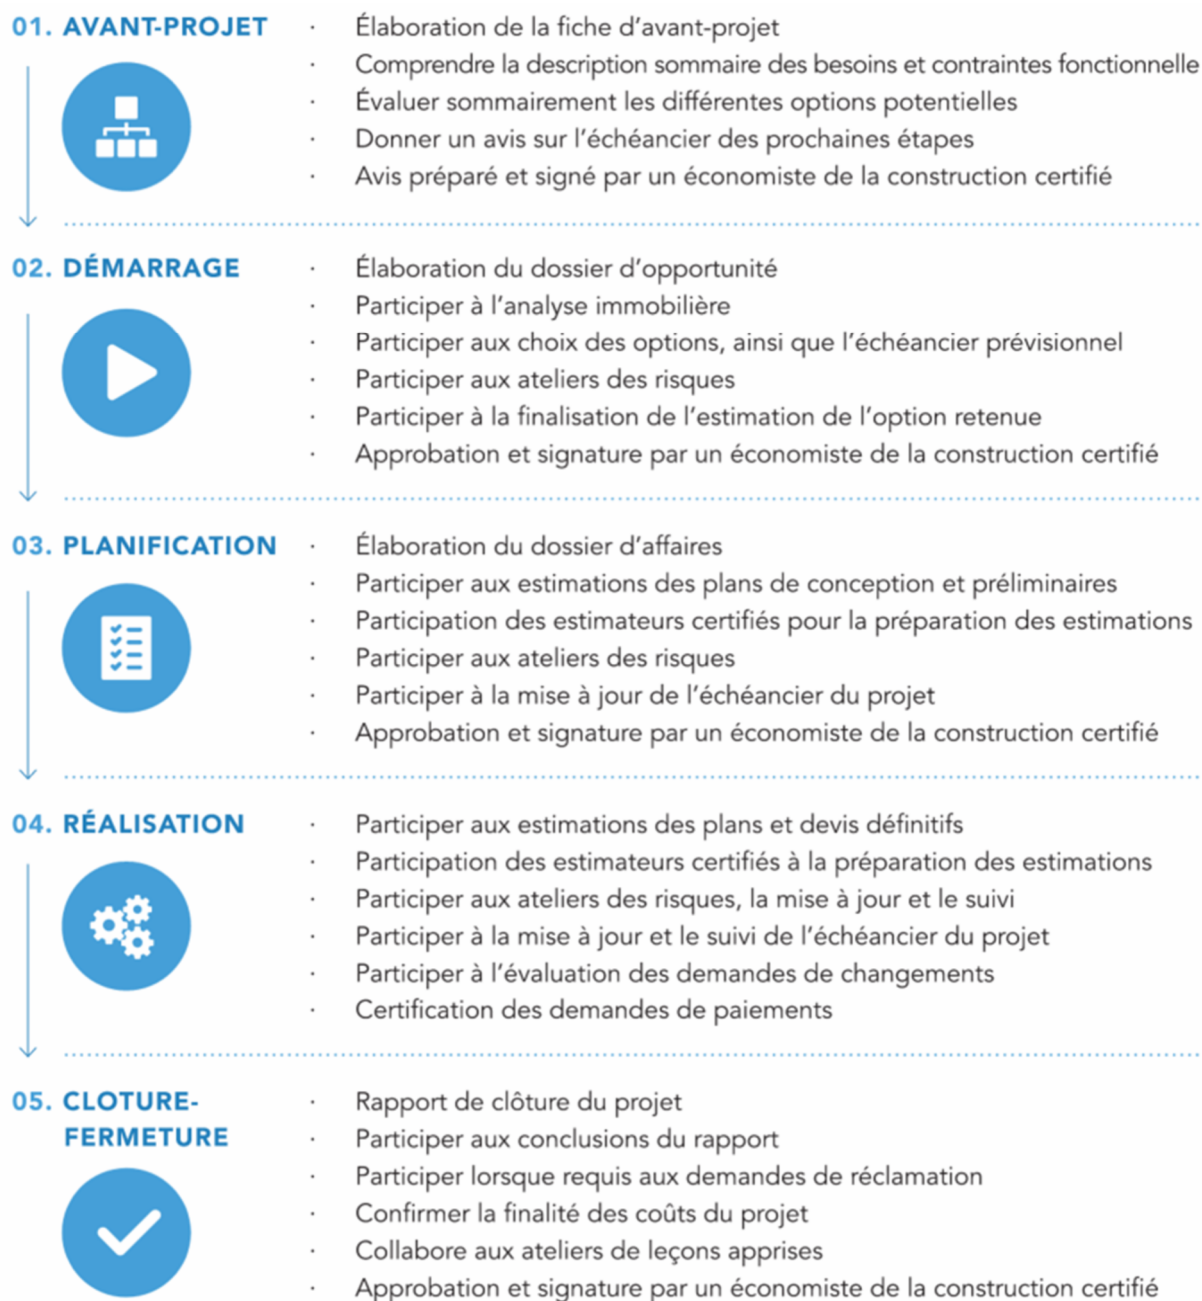 01. AVANT-PROJET
· Élaboration de la fiche d’avant-projet
· Comprendre la description sommaire des besoins et contraintes fonctionnelle
· Évaluer sommairement les différentes options potentielles
· Donner un avis sur l’échéancier des prochaines étapes
· Avis préparé et signé par un économiste de la construction certifié
02. DÉMARRAGE
· Élaboration du dossier d’opportunité
· Participer à l’analyse immobilière
· Participer aux choix des options, ainsi que l’échéancier prévisionnel
· Participer aux ateliers des risques
· Participer à la finalisation de l’estimation de l’option retenue
· Approbation et signature par un économiste de la construction certifié
03. PLANIFICATION
· Élaboration du dossier d’affaires
· Participer aux estimations des plans de conception et préliminaires
· Participation des estimateurs certifiés pour la préparation des estimations
· Participer aux ateliers des risques
· Participer à la mise à jour de l’échéancier du projet
· Approbation et signature par un économiste de la construction certifié
04. RÉALISATION
· Participer aux estimations des plans et devis définitifs
· Participation des estimateurs certifiés à la préparation des estimations
· Participer aux ateliers des risques, la mise à jour et le suivi
· Participer à la mise à jour et le suivi de l’échéancier du projet
· Participer à l’évaluation des demandes de changements
· Certification des demandes de paiements
05. CLOTURE-
FERMETURE
· Rapport de clôture du projet
· Participer aux conclusions du rapport
· Participer lorsque requis aux demandes de réclamation
· Confirmer la finalité des coûts du projet
· Collabore aux ateliers de leçons apprises
· Approbation et signature par un économiste de la construction certifié